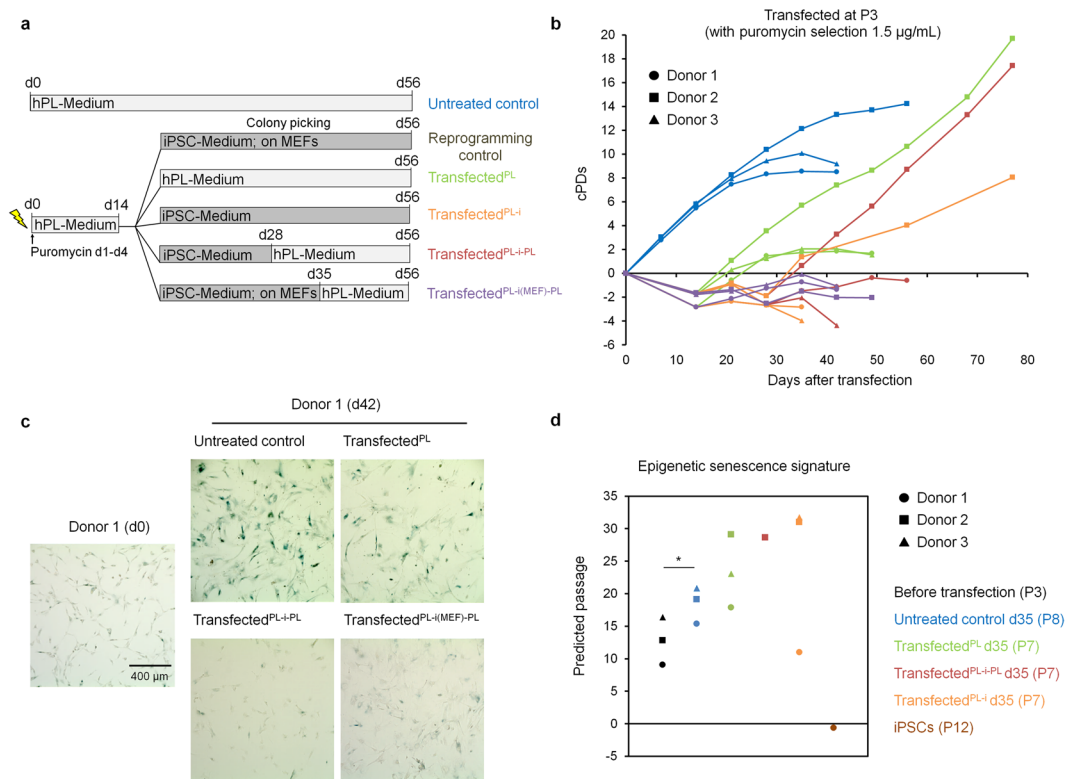 a
d0
d56
hPL-Medium
Untreated control
Colony picking
d56
iPSC-Medium; on MEFs
Reprogramming
control
d56
hPL-Medium
TransfectedPL
d0
d14
d56
hPL-Medium
iPSC-Medium
TransfectedPL-i
Puromycin d1-d4
d28
d56
iPSC-Medium
hPL-Medium
TransfectedPL-i-PL
d35
d56
iPSC-Medium; on MEFs
hPL-Medium
TransfectedPL-i(MEF)-PL
b
Transfected at P3
(with puromycin selection 1.5 µg/mL)
Donor 1
Donor 2
Donor 3
cPDs
20
18
16
14
12
10
8
6
4
2
0
-2
-4
-6
0 10 20 30 40 50 60 70 80
Days after transfection
c
Donor 1 (d42)
Untreated control
TransfectedPL
Donor 1 (d0)
400 µm
TransfectedPL-i-PL
TransfectedPL-i(MEF)-PL
d
Epigenetic senescence signature
Predicted passage
35
30
25
20
15
10
5
0
-5
*
Donor 1
Donor 2
Donor 3
Before transfection (P3)
Untreated control d35 (P8)
TransfectedPL d35 (P7)
TransfectedPL-i-PL d35 (P7)
TransfectedPL-i d35 (P7)
iPSCs (P12)